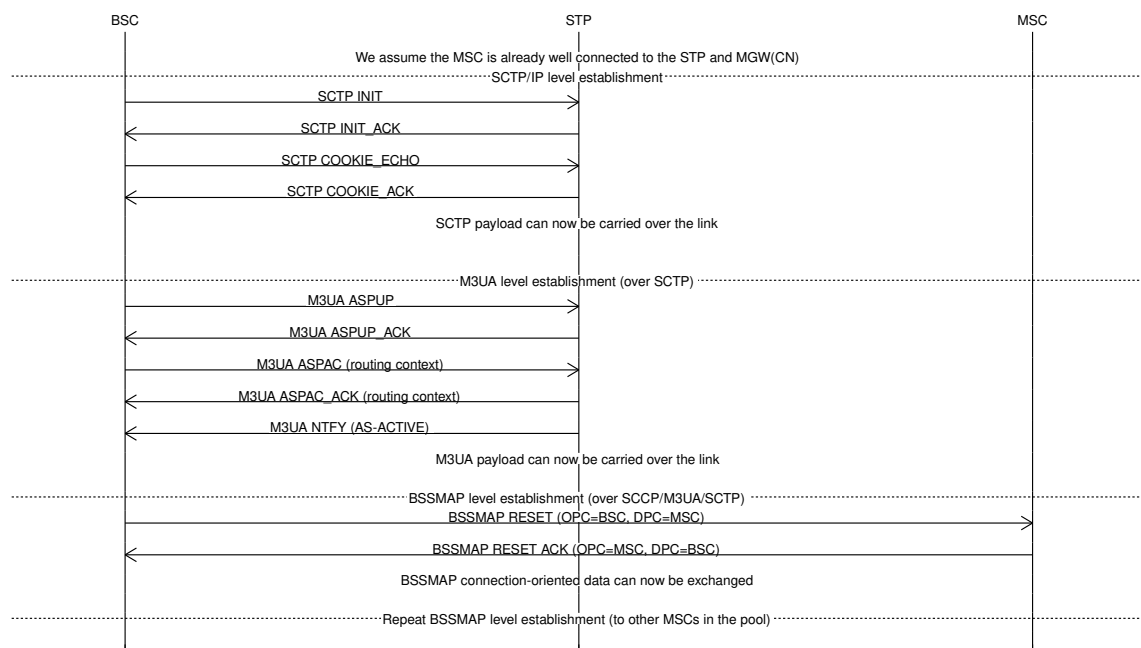 BSC STP MSC
We assume the MSC is already well connected to the STP and MGW(CN)
SCTP/IP level establishment
SCTP INIT
SCTP INIT_ACK
SCTP COOKIE_ECHO
SCTP COOKIE_ACK
SCTP payload can now be carried over the link
M3UA level establishment (over SCTP)
M3UA ASPUP
M3UA ASPUP_ACK
M3UA ASPAC (routing context)
M3UA ASPAC_ACK (routing context)
M3UA NTFY (AS-ACTIVE)
M3UA payload can now be carried over the link
BSSMAP level establishment (over SCCP/M3UA/SCTP)
BSSMAP RESET (OPC=BSC, DPC=MSC)
BSSMAP RESET ACK (OPC=MSC, DPC=BSC)
BSSMAP connection-oriented data can now be exchanged
Repeat BSSMAP level establishment (to other MSCs in the pool)